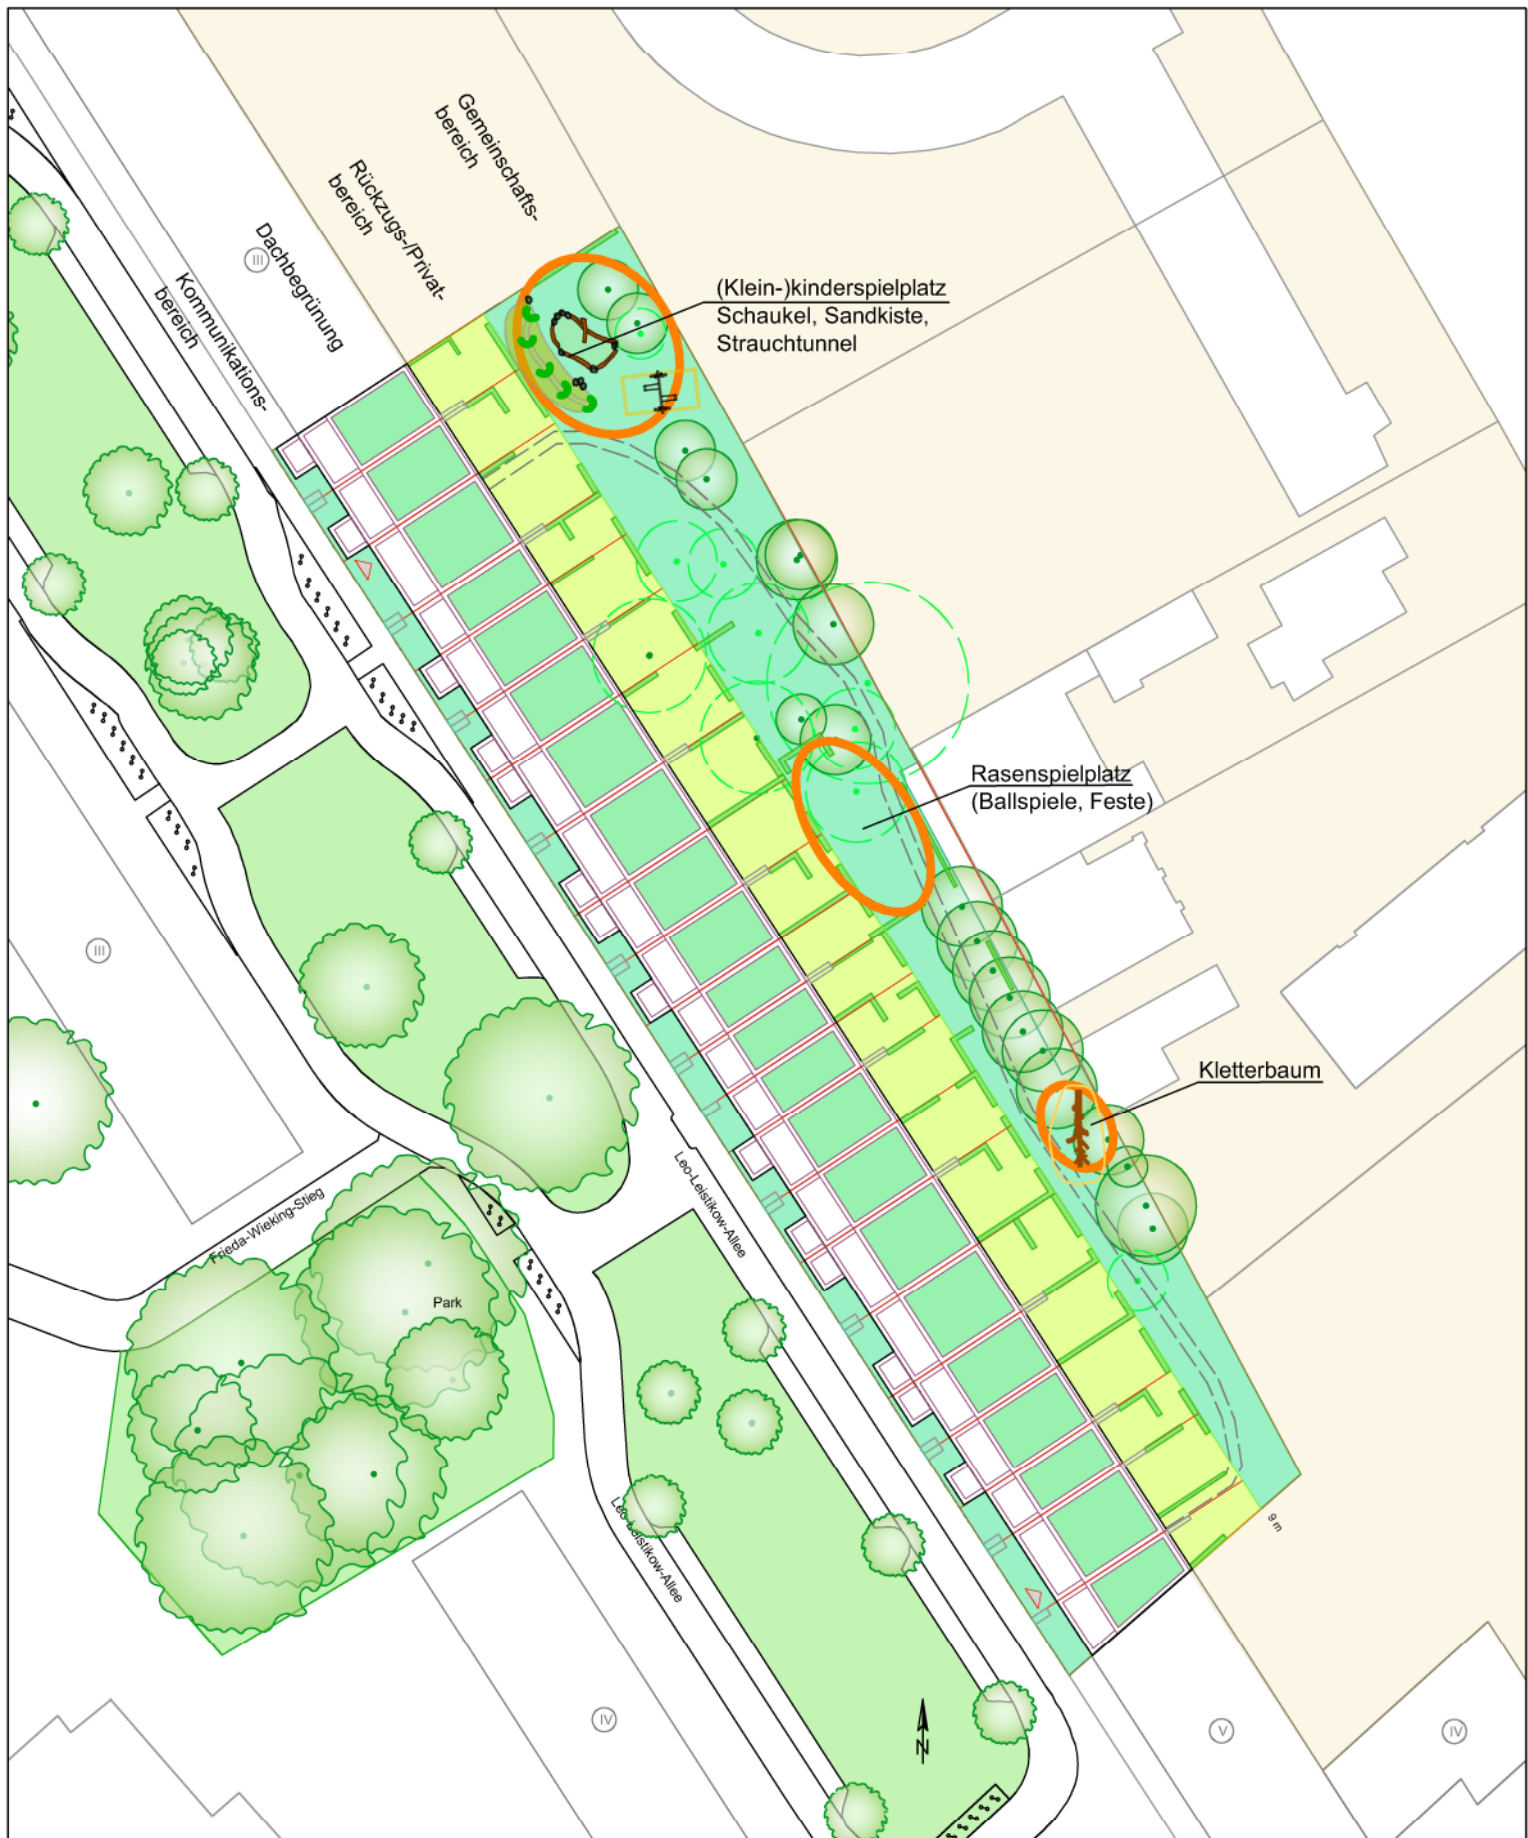 Gemeinschafts-
bereich
Rückzugs-/Privat-
bereich
Dachbegrünung
III
Kommunikations-
bereich
(Klein-)kinderspielplatz
Schaukel, Sandkiste,
Strauchtunnel
Rasenspielplatz
(Ballspiele, Feste)
III
Kletterbaum
Leo-Leistikow-Allee
Frieda-Wieking-Stieg
Park
Leo-Leistikow-Allee
9 m
N
IV
V
IV